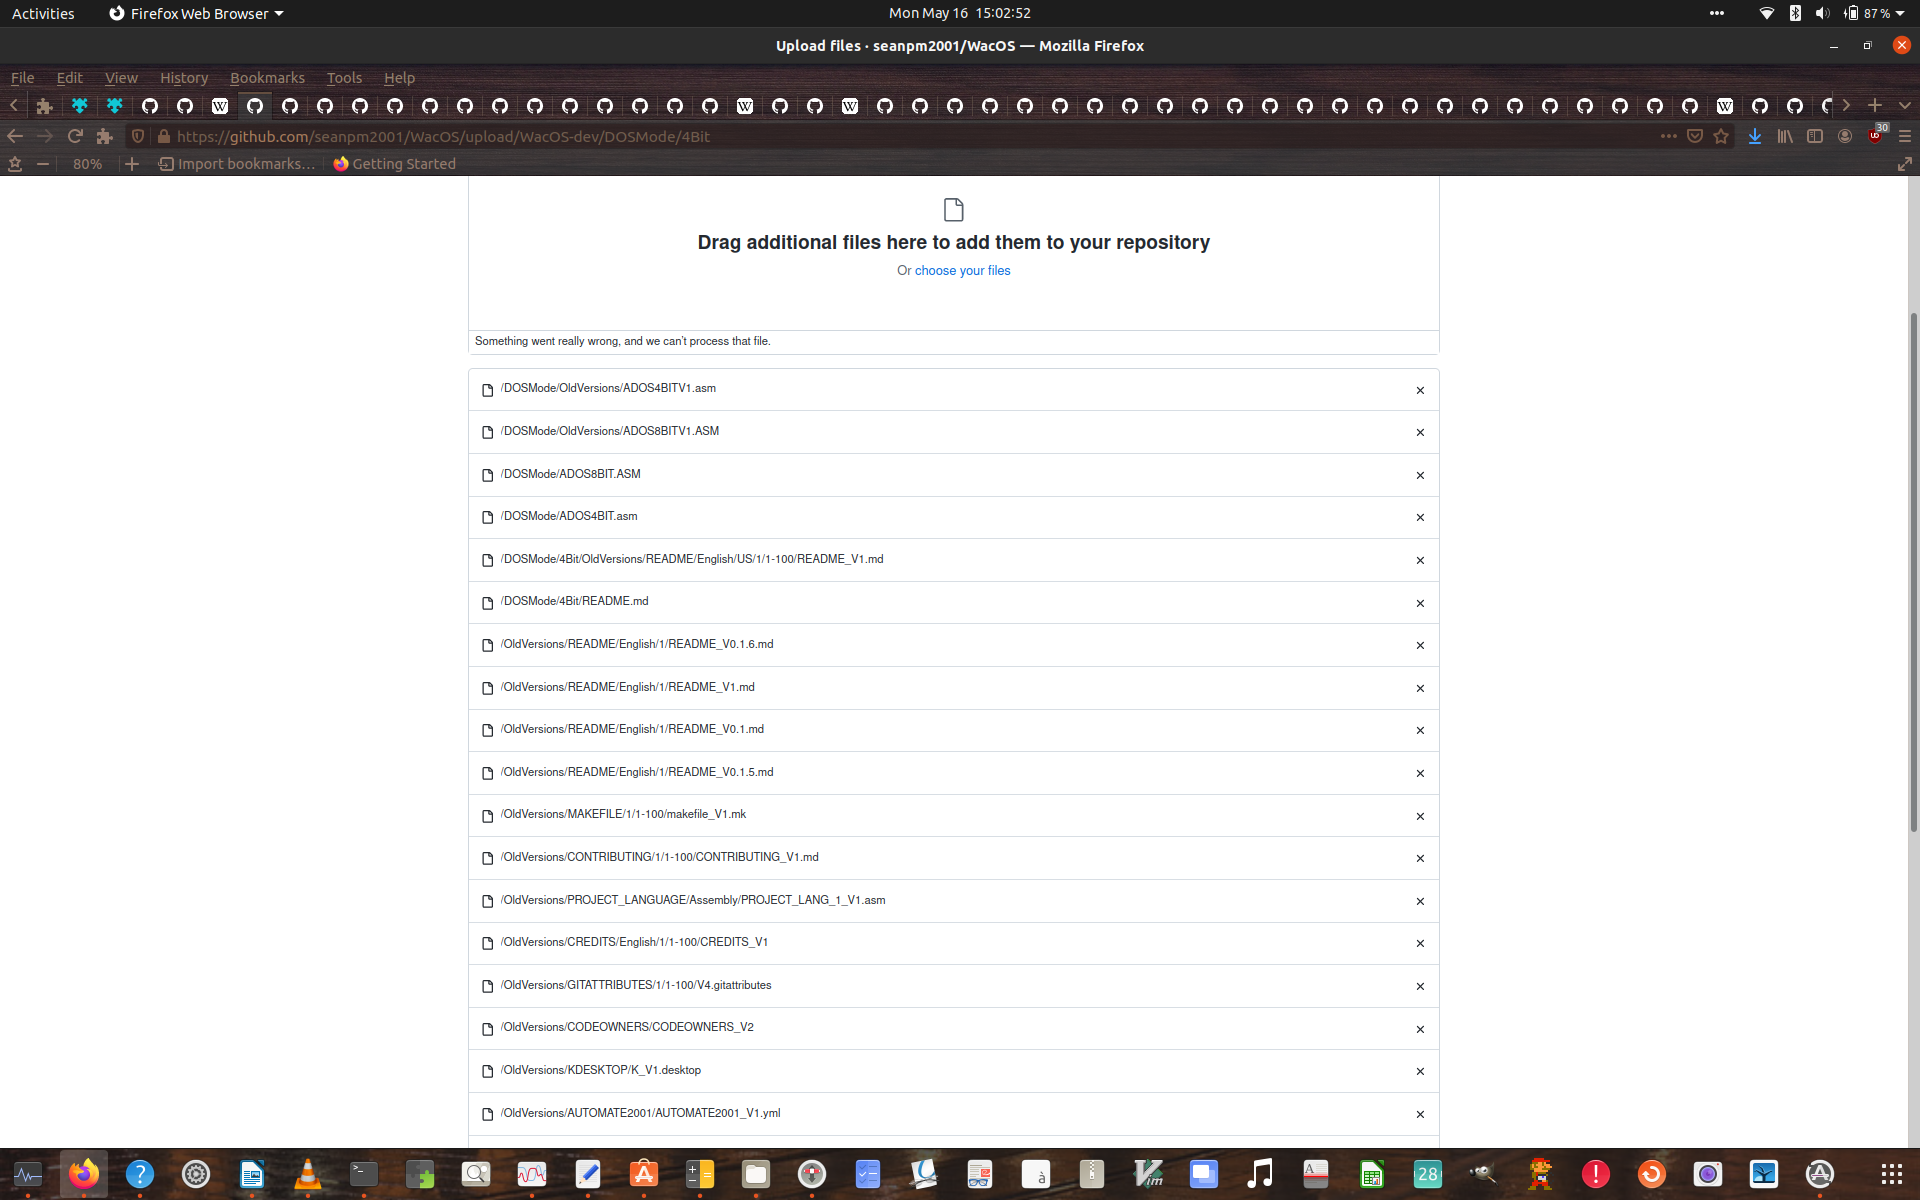 Activities Firefox Web Browser Mon May 16 15:02:52 87 %
Upload files · seanpm2001/WacOS — Mozilla Firefox
File Edit View History Bookmarks Tools Help
https://github.com/seanpm2001/WacOS/upload/WacOS-dev/DOSMode/4Bit 30
80% Import bookmarks... Getting Started
Drag additional files here to add them to your repository
Or choose your files
Something went really wrong, and we can't process that file.
/DOSMode/OldVersions/ADOS4BITV1.asm
/DOSMode/OldVersions/ADOS8BITV1.ASM
/DOSMode/ADOS8BIT.ASM
/DOSMode/ADOS4BIT.asm
/DOSMode/4Bit/OldVersions/README/English/US/1/1-100/README_V1.md
/DOSMode/4Bit/README.md
/OldVersions/README/English/1/README_V0.1.6.md
/OldVersions/README/English/1/README_V1.md
/OldVersions/README/English/1/README_V0.1.md
/OldVersions/README/English/1/README_V0.1.5.md
/OldVersions/MAKEFILE/1/1-100/makefile_V1.mk
/OldVersions/CONTRIBUTING/1/1-100/CONTRIBUTING_V1.md
/OldVersions/PROJECT_LANGUAGE/Assembly/PROJECT_LANG_1_V1.asm
/OldVersions/CREDITS/English/1/1-100/CREDITS_V1
/OldVersions/GITATTRIBUTES/1/1-100/V4.gitattributes
/OldVersions/CODEOWNERS/CODEOWNERS_V2
/OldVersions/KDESKTOP/K_V1.desktop
/OldVersions/AUTOMATE2001/AUTOMATE2001_V1.yml
28